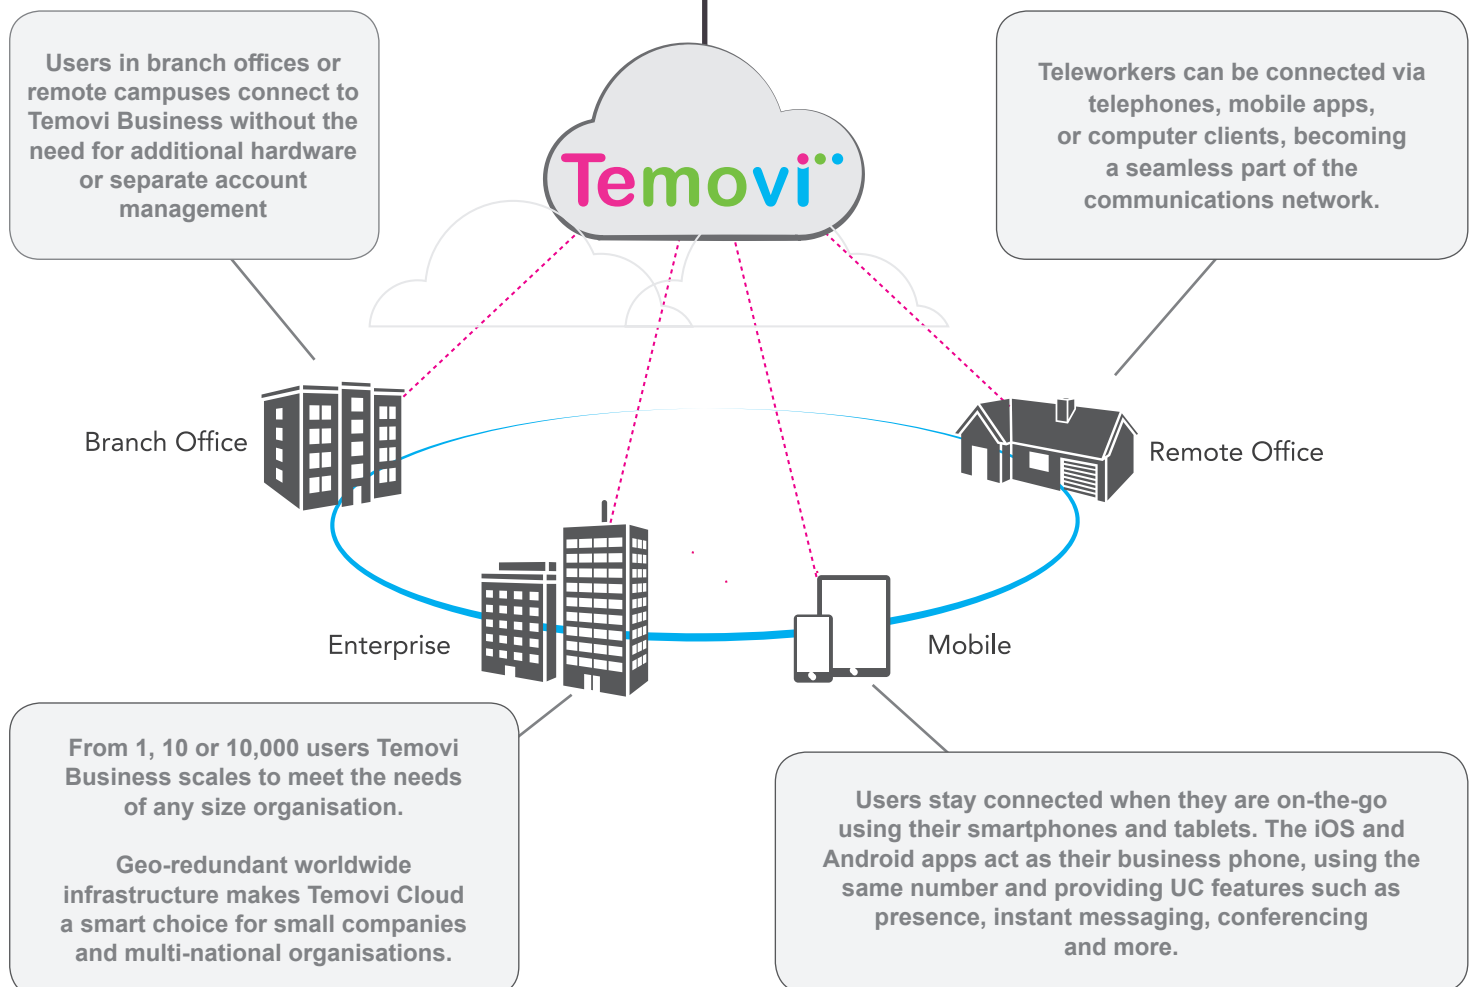 Users in branch offices or
remote campuses connect to
Temovi Business without the
need for additional hardware
or separate account
management
Temovi
Teleworkers can be connected via
telephones, mobile apps,
or computer clients, becoming
a seamless part of the
communications network.
Branch Office
Remote Office
Enterprise
Mobile
From 1, 10 or 10,000 users Temovi
Business scales to meet the needs
of any size organisation.
Geo-redundant worldwide
infrastructure makes Temovi Cloud
a smart choice for small companies
and multi-national organisations.
Users stay connected when they are on-the-go
using their smartphones and tablets. The iOS and
Android apps act as their business phone, using the
same number and providing UC features such as
presence, instant messaging, conferencing
and more.